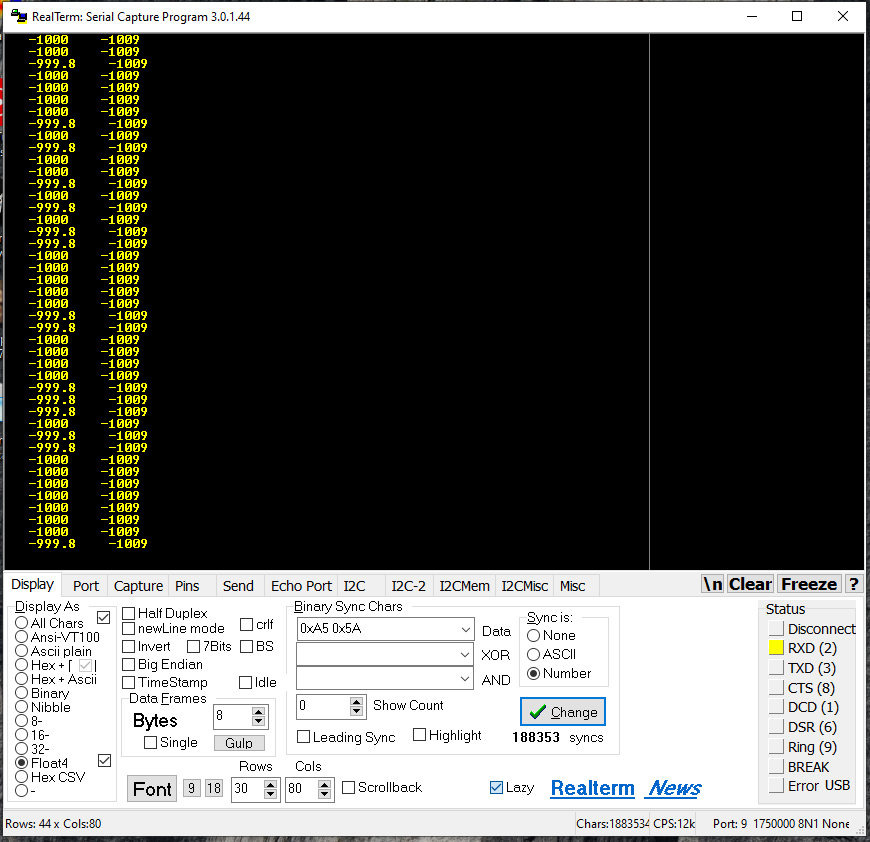 RealTerm: Serial Capture Program 3.0.1.44
-1000 -1009
-1000 -1009
-999.8 -1009
-1000 -1009
-1000 -1009
-1000 -1009
-1000 -1009
-999.8 -1009
-1000 -1009
-999.8 -1009
-1000 -1009
-1000 -1009
-999.8 -1009
-1000 -1009
-999.8 -1009
-1000 -1009
-999.8 -1009
-999.8 -1009
-1000 -1009
-1000 -1009
-1000 -1009
-1000 -1009
-1000 -1009
-999.8 -1009
-999.8 -1009
-1000 -1009
-1000 -1009
-1000 -1009
-1000 -1009
-999.8 -1009
-999.8 -1009
-999.8 -1009
-1000 -1009
-999.8 -1009
-999.8 -1009
-1000 -1009
-1000 -1009
-1000 -1009
-1000 -1009
-1000 -1009
-1000 -1009
-1000 -1009
-999.8 -1009
Display Port Capture Pins Send Echo Port I2C I2C-2 I2CMem I2CMisc Misc \n Clear Freeze ?
Display As
All Chars
Ansi-VT100
Ascii plain
Hex + [ ]
Hex + Ascii
Binary
Nibble
8-
16-
32-
Float4
Hex CSV
-
Half Duplex
newLine mode crlf
Invert 7Bits BS
Big Endian
TimeStamp Idle
Data Frames
Bytes 8
Single Gulp
Rows Cols
Font 9 18 30 80 Scrollback
Binary Sync Chars
0xA5 0x5A Data
XOR
AND
0 Show Count
Leading Sync Highlight
Sync is:
None
ASCII
Number
Change
188353 syncs
Lazy Realterm News
Status
Disconnect
RXD (2)
TXD (3)
CTS (8)
DCD (1)
DSR (6)
Ring (9)
BREAK
Error USB
Rows: 44 x Cols:80 Chars:1883534 CPS:12k Port: 9 1750000 8N1 None